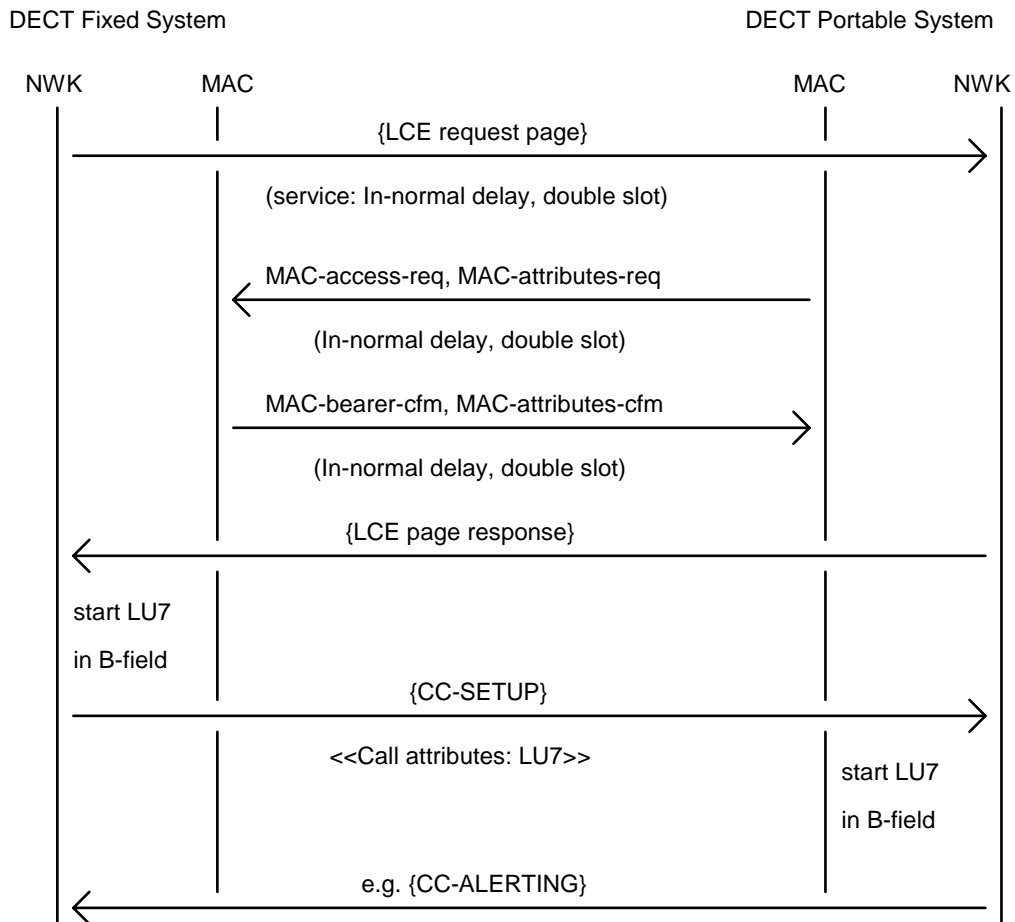 DECT Fixed System
DECT Portable System
NWK
MAC
MAC
NWK
{LCE request page}
(service: In-normal delay, double slot)
MAC-access-req, MAC-attributes-req
(In-normal delay, double slot)
MAC-bearer-cfm, MAC-attributes-cfm
(In-normal delay, double slot)
{LCE page response}
start LU7
in B-field
{CC-SETUP}
<<Call attributes: LU7>>
start LU7
in B-field
e.g. {CC-ALERTING}